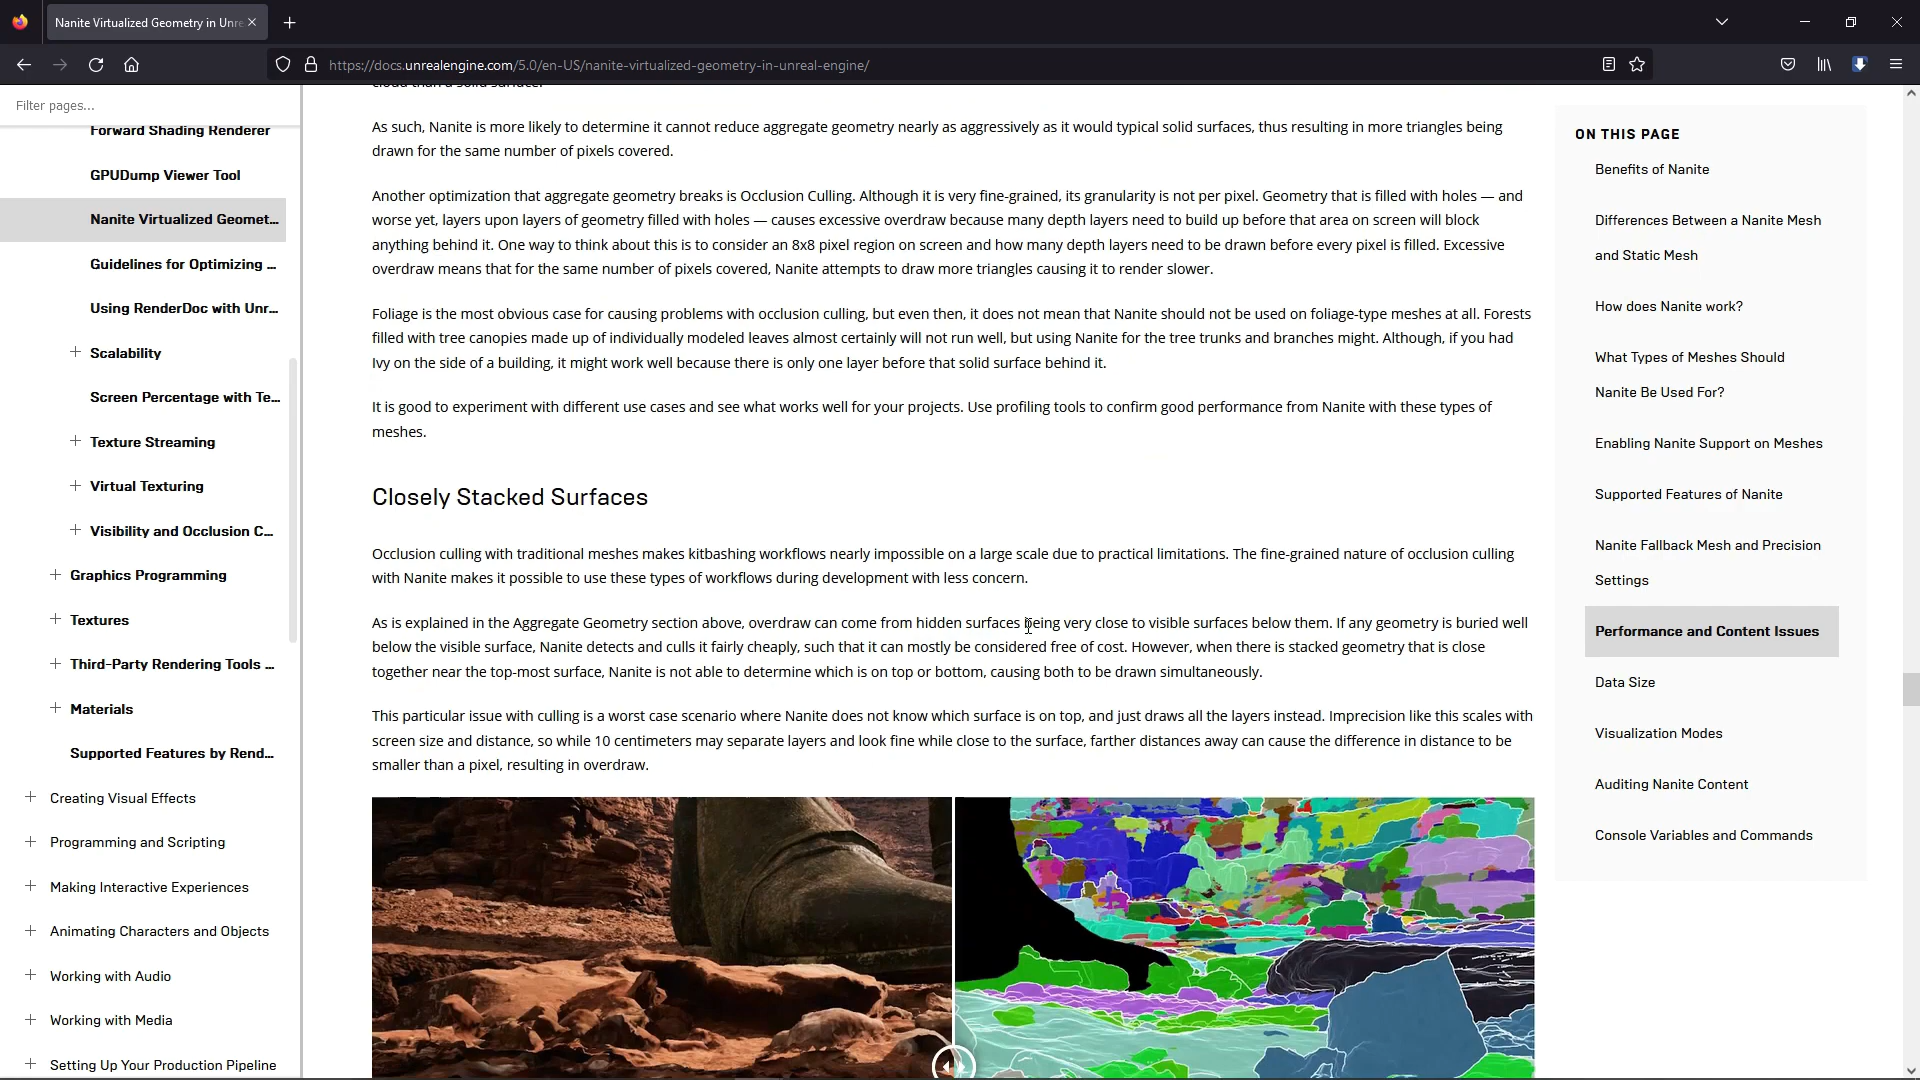 Nanite Virtualized Geometry in Unre
https://docs.unrealengine.com/5.0/en-US/nanite-virtualized-geometry-in-unreal-engine/
Filter pages...
Forward Shading Renderer
GPUDump Viewer Tool
Nanite Virtualized Geomet...
Guidelines for Optimizing ...
Using RenderDoc with Unr...
Scalability
Screen Percentage with Te...
Texture Streaming
Virtual Texturing
Visibility and Occlusion C...
Graphics Programming
Textures
Third-Party Rendering Tools ...
Materials
Supported Features by Rend...
Creating Visual Effects
Programming and Scripting
Making Interactive Experiences
Animating Characters and Objects
Working with Audio
Working with Media
Setting Up Your Production Pipeline
cloud than a solid surface.
As such, Nanite is more likely to determine it cannot reduce aggregate geometry nearly as aggressively as it would typical solid surfaces, thus resulting in more triangles being
drawn for the same number of pixels covered.
Another optimization that aggregate geometry breaks is Occlusion Culling. Although it is very fine-grained, its granularity is not per pixel. Geometry that is filled with holes — and
worse yet, layers upon layers of geometry filled with holes — causes excessive overdraw because many depth layers need to build up before that area on screen will block
anything behind it. One way to think about this is to consider an 8x8 pixel region on screen and how many depth layers need to be drawn before every pixel is filled. Excessive
overdraw means that for the same number of pixels covered, Nanite attempts to draw more triangles causing it to render slower.
Foliage is the most obvious case for causing problems with occlusion culling, but even then, it does not mean that Nanite should not be used on foliage-type meshes at all. Forests
filled with tree canopies made up of individually modeled leaves almost certainly will not run well, but using Nanite for the tree trunks and branches might. Although, if you had
Ivy on the side of a building, it might work well because there is only one layer before that solid surface behind it.
It is good to experiment with different use cases and see what works well for your projects. Use profiling tools to confirm good performance from Nanite with these types of
meshes.
Closely Stacked Surfaces
Occlusion culling with traditional meshes makes kitbashing workflows nearly impossible on a large scale due to practical limitations. The fine-grained nature of occlusion culling
with Nanite makes it possible to use these types of workflows during development with less concern.
As is explained in the Aggregate Geometry section above, overdraw can come from hidden surfaces being very close to visible surfaces below them. If any geometry is buried well
below the visible surface, Nanite detects and culls it fairly cheaply, such that it can mostly be considered free of cost. However, when there is stacked geometry that is close
together near the top-most surface, Nanite is not able to determine which is on top or bottom, causing both to be drawn simultaneously.
This particular issue with culling is a worst case scenario where Nanite does not know which surface is on top, and just draws all the layers instead. Imprecision like this scales with
screen size and distance, so while 10 centimeters may separate layers and look fine while close to the surface, farther distances away can cause the difference in distance to be
smaller than a pixel, resulting in overdraw.
ON THIS PAGE
Benefits of Nanite
Differences Between a Nanite Mesh
and Static Mesh
How does Nanite work?
What Types of Meshes Should
Nanite Be Used For?
Enabling Nanite Support on Meshes
Supported Features of Nanite
Nanite Fallback Mesh and Precision
Settings
Performance and Content Issues
Data Size
Visualization Modes
Auditing Nanite Content
Console Variables and Commands